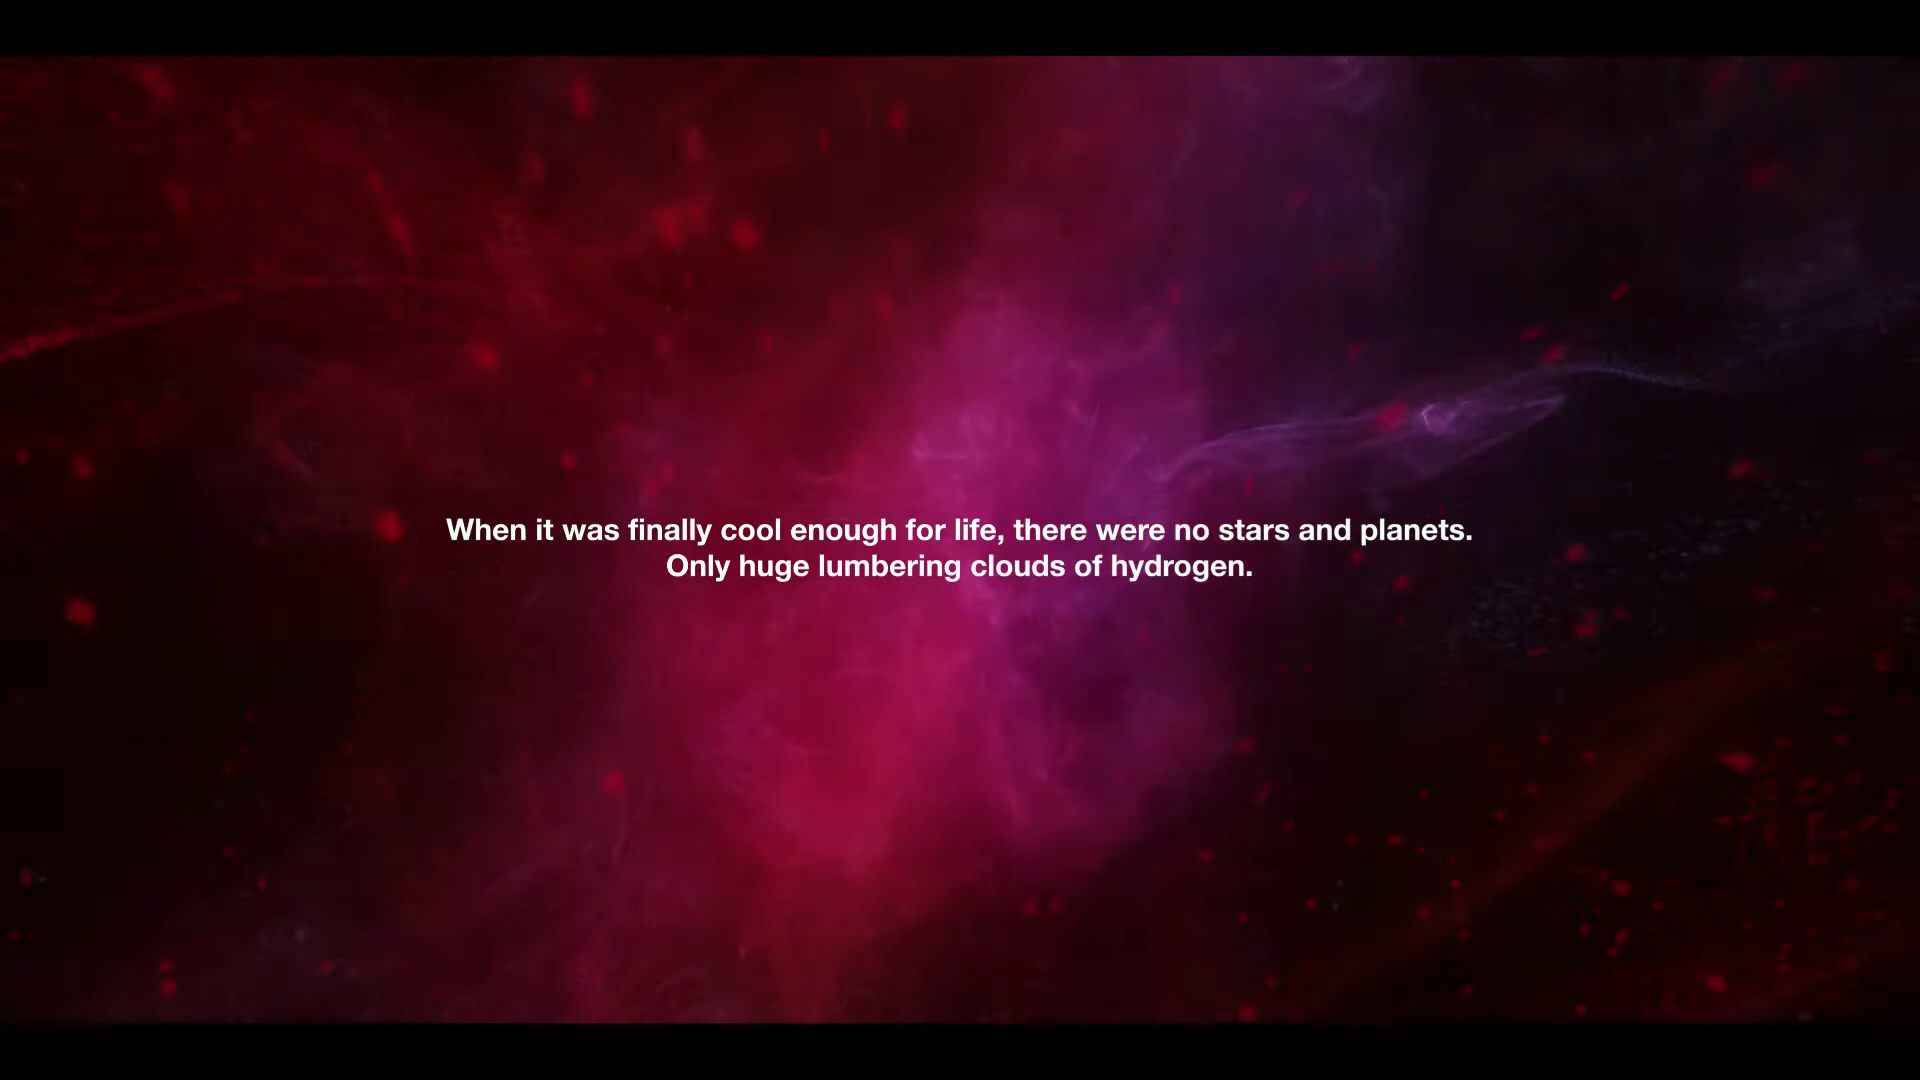 When it was finally cool enough for life, there were no stars and planets.
Only huge lumbering clouds of hydrogen.